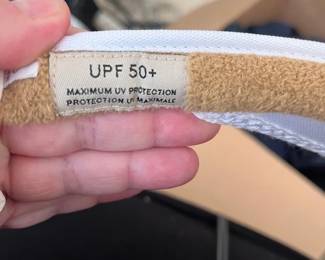 UPF 50+
MAXIMUM UV PROTECTION
PROTECTION UV MAXIMALE